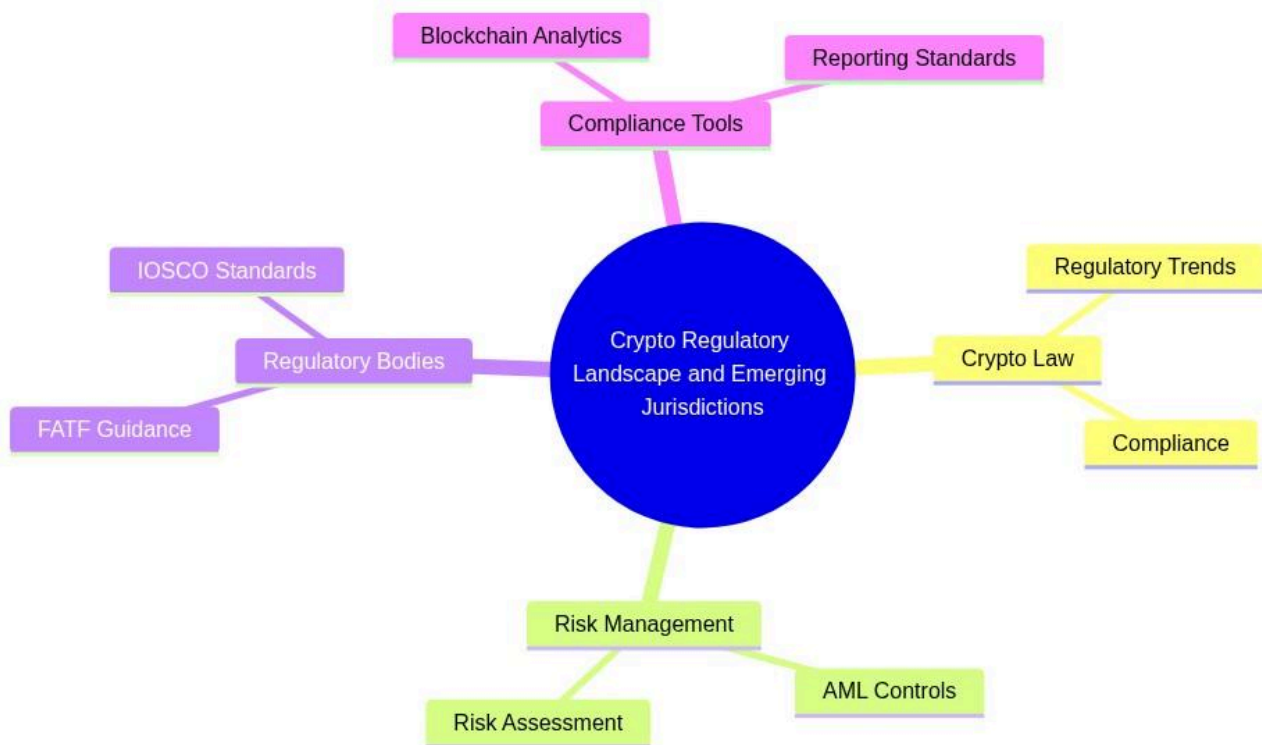 Blockchain Analytics
Reporting Standards
Compliance Tools
IOSCO Standards
Regulatory Bodies
FATF Guidance
Crypto Regulatory
Landscape and Emerging
Jurisdictions
Regulatory Trends
Crypto Law
Compliance
Risk Management
AML Controls
Risk Assessment